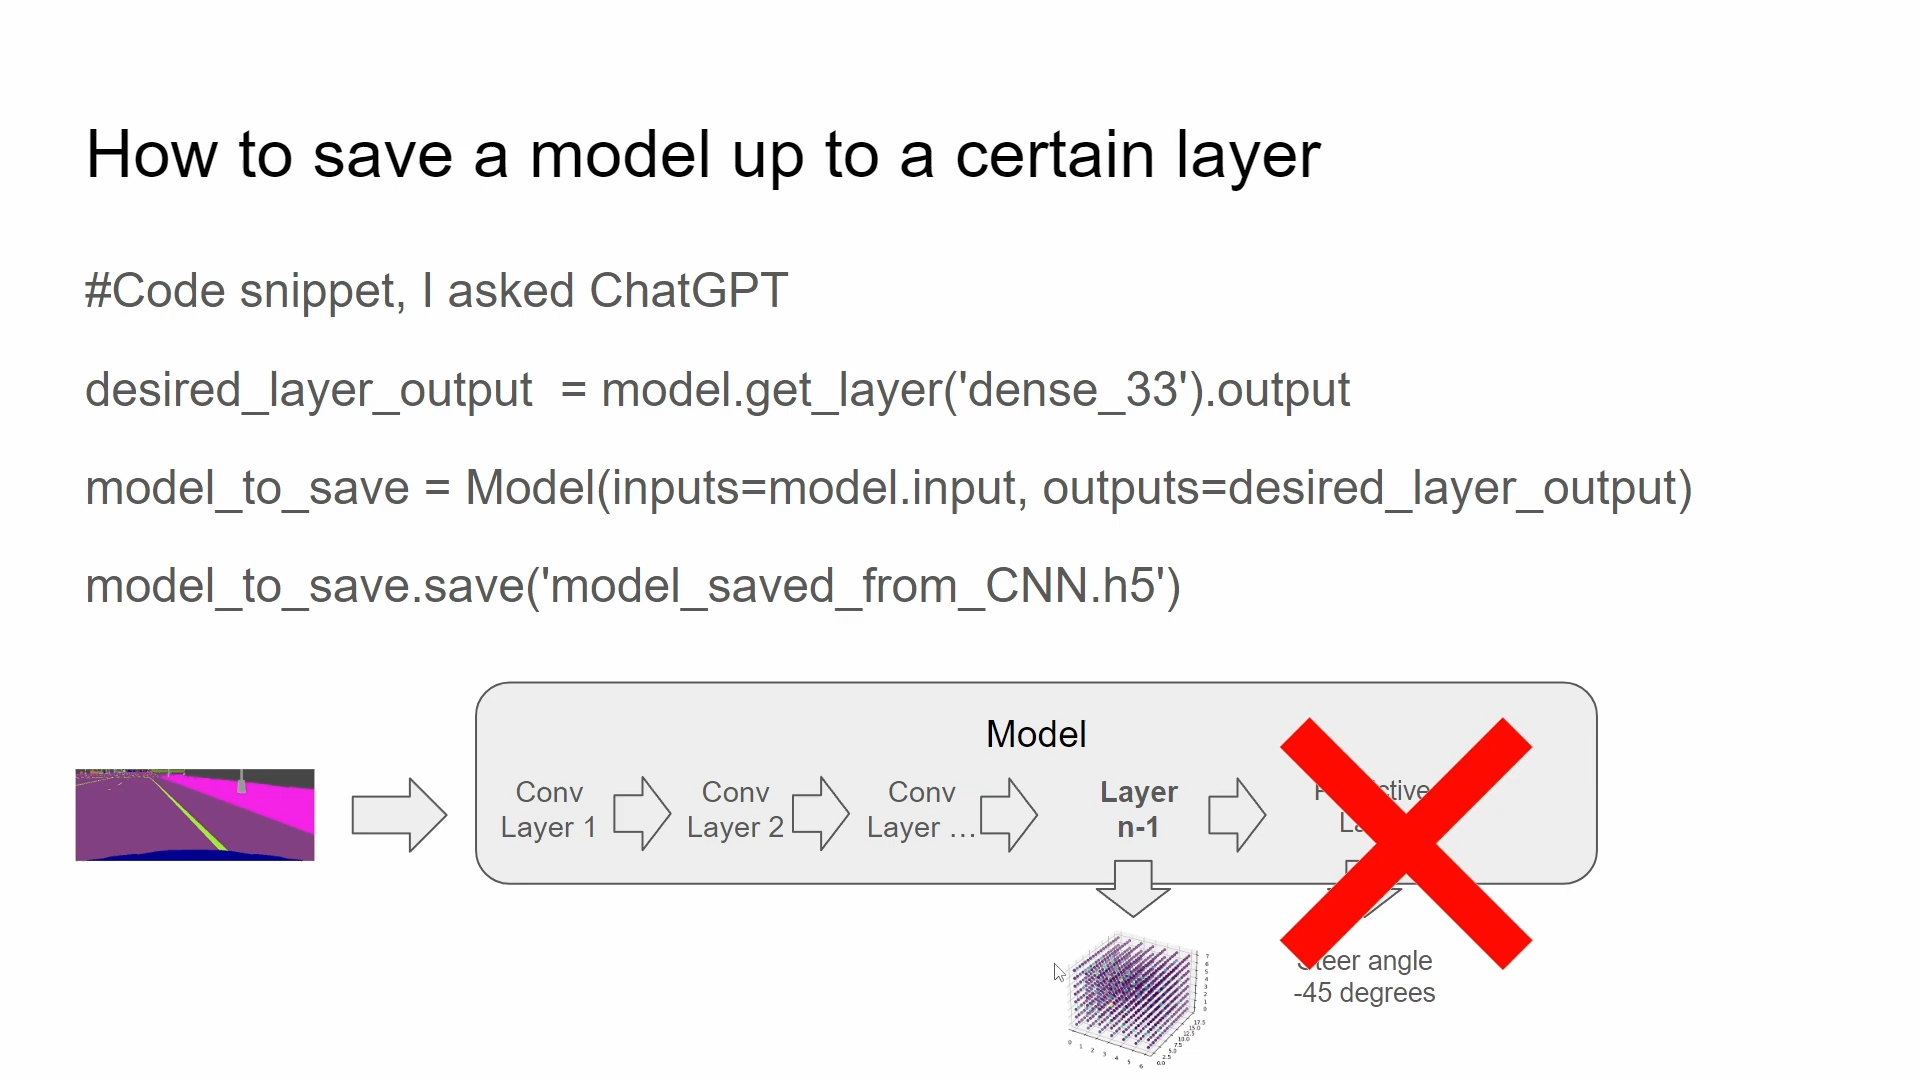 How to save a model up to a certain layer
#Code snippet, I asked ChatGPT
desired_layer_output  = model.get_layer('dense_33').output
model_to_save = Model(inputs=model.input, outputs=desired_layer_output)
model_to_save.save('model_saved_from_CNN.h5')
Model
Conv
Layer 1
Conv
Layer 2
Conv
Layer …
Layer
n-1
Steer angle
-45 degrees